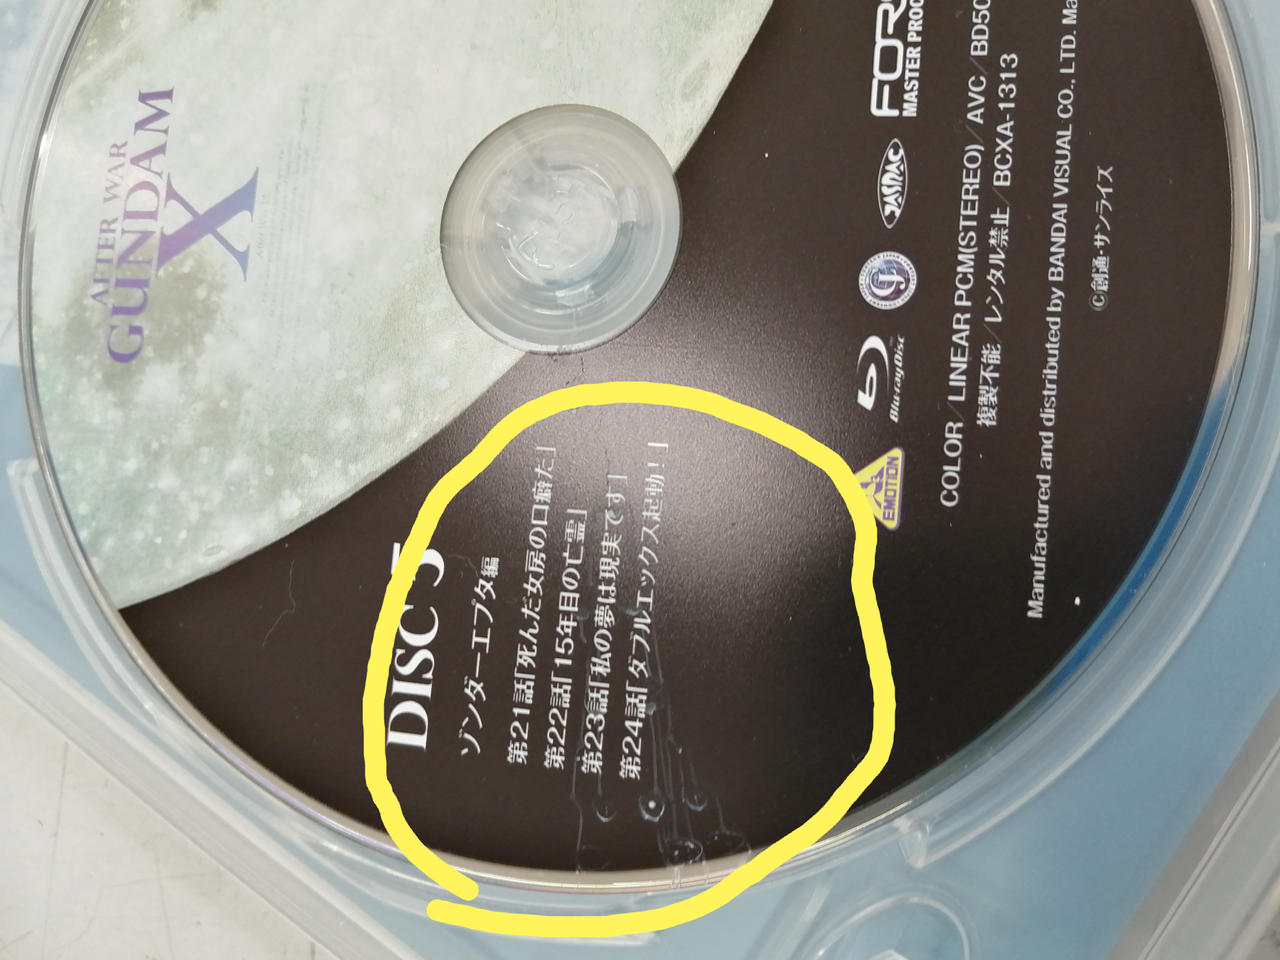 AFTER WAR
GUNDAM
X
DISC 5
ゾンダーエプタ編
第21話「死んだ女房の口癖だ」
第22話「15年目の亡霊」
第23話「私の夢は現実です」
第24話「ダブルエックス起動!」
MASTER PROC
JASRAC
Blu-ray Disc
EMOTION
COLOR/LINEAR PCM(STEREO)/AVC/BD50
複製不能/レンタル禁止/BCXA-1313
Manufactured and distributed by BANDAI VISUAL CO., LTD. Ma
©創通・サンライズ